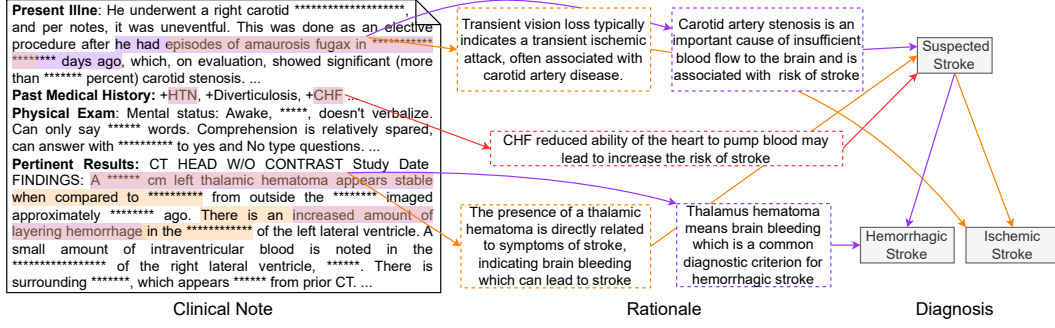 Present Illne: He underwent a right carotid *******************,
and per notes, it was uneventful. This was done as an elective
procedure after he had episodes of amaurosis fugax in **********
******** days ago, which, on evaluation, showed significant (more
than ******* percent) carotid stenosis. ...
Past Medical History: +HTN, +Diverticulosis, +CHF ...
Physical Exam: Mental status: Awake, *****, doesn't verbalize.
Can only say ****** words. Comprehension is relatively spared,
can answer with ********** to yes and No type questions. ...
Pertinent Results: CT HEAD W/O CONTRAST Study Date
FINDINGS: A ****** cm left thalamic hematoma appears stable
when compared to ********** from outside the ******** imaged
approximately ******** ago. There is an increased amount of
layering hemorrhage in the ************ of the left lateral ventricle. A
small amount of intraventricular blood is noted in the
***************** of the right lateral ventricle, ******. There is
surrounding *******, which appears ****** from prior CT. ...
Clinical Note
Transient vision loss typically
indicates a transient ischemic
attack, often associated with
carotid artery disease.
Carotid artery stenosis is an
important cause of insufficient
blood flow to the brain and is
associated with risk of stroke
CHF reduced ability of the heart to pump blood may
lead to increase the risk of stroke
The presence of a thalamic
hematoma is directly related
to symptoms of stroke,
indicating brain bleeding
which can lead to stroke
Thalamus hematoma
means brain bleeding
which is a common
diagnostic criterion for
hemorrhagic stroke
Rationale
Suspected
Stroke
Hemorrhagic
Stroke
Ischemic
Stroke
Diagnosis